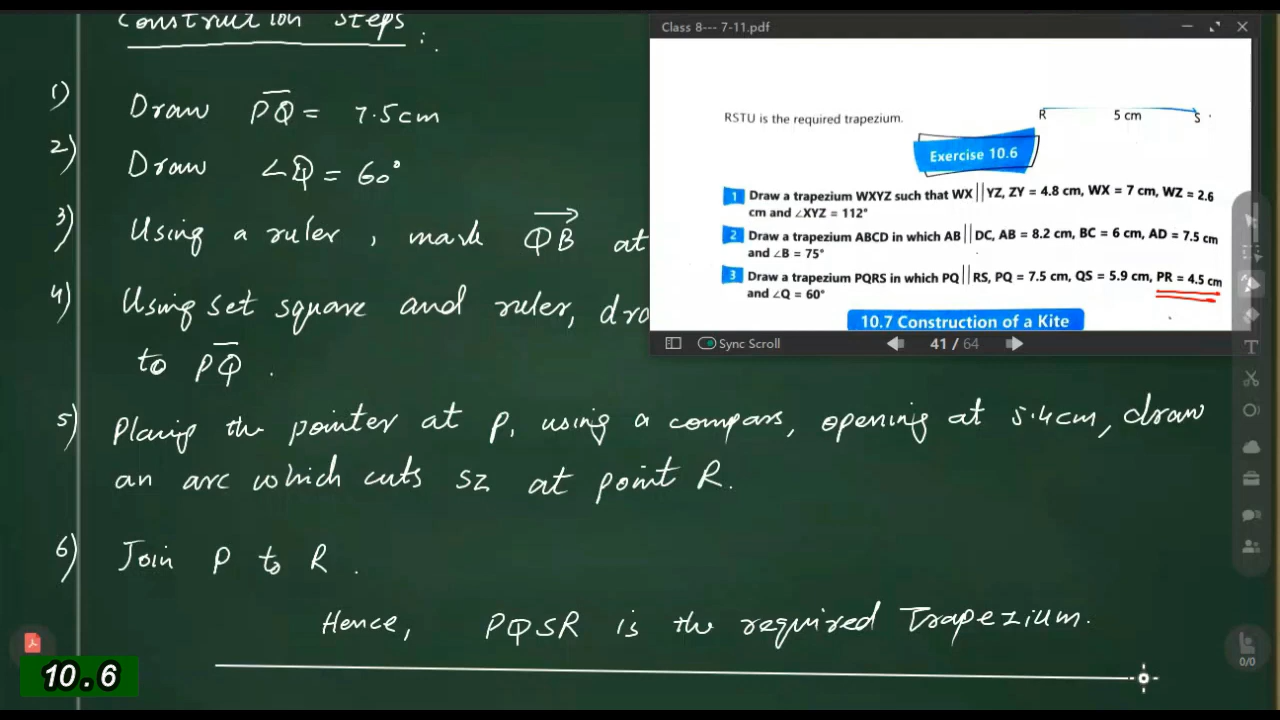 Construction Steps :
1) Draw PQ = 7.5cm
2) Draw ∠Q = 60°
3) Using a ruler, mark QB at
4) Using set square and ruler, dra
to PQ.
5) Placing the pointer at P, using a compass, opening at 5.4cm, draw
an arc which cuts SZ at point R.
6) Join P to R.
Hence, PQSR is the required Trapezium.
10.6
Class 8--- 7-11.pdf
RSTU is the required trapezium.
R 5 cm S
Exercise 10.6
1 Draw a trapezium WXYZ such that WX || YZ, ZY = 4.8 cm, WX = 7 cm, WZ = 2.6
cm and ∠XYZ = 112°
2 Draw a trapezium ABCD in which AB || DC, AB = 8.2 cm, BC = 6 cm, AD = 7.5 cm
and ∠B = 75°
3 Draw a trapezium PQRS in which PQ || RS, PQ = 7.5 cm, QS = 5.9 cm, PR = 4.5 cm
and ∠Q = 60°
10.7 Construction of a Kite
Sync Scroll
41 / 64
T
0/0